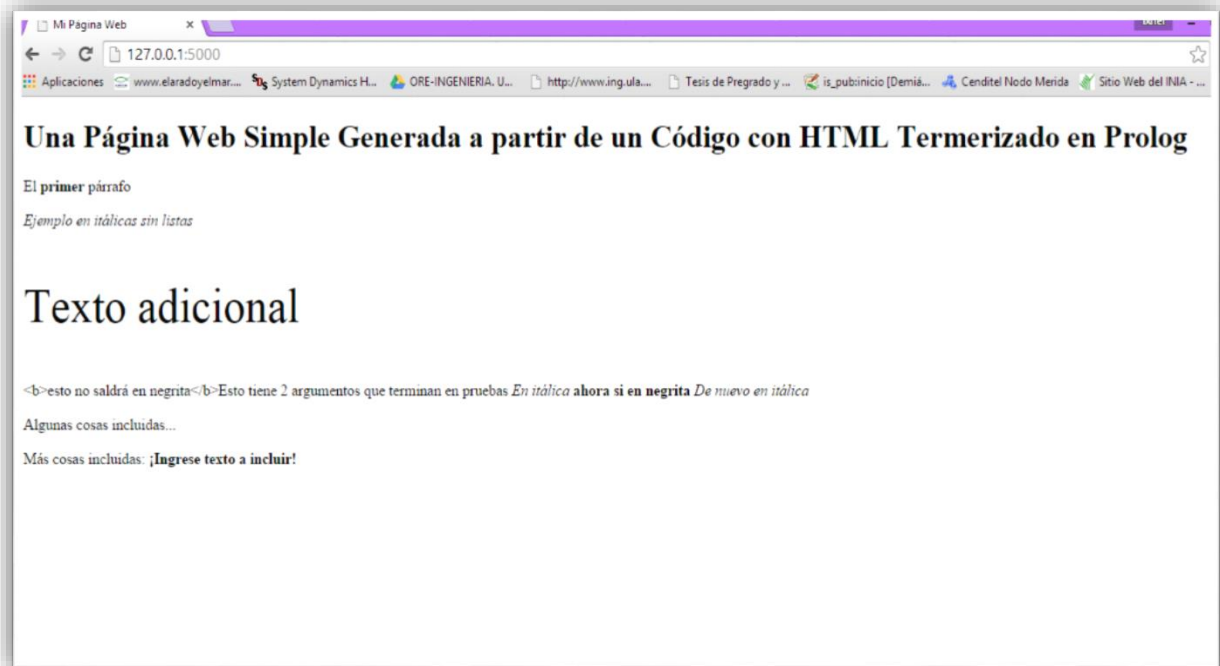 Mi Página Web
127.0.0.1:5000
Aplicaciones www.elaradoyelmar.... System Dynamics H... ORE-INGENIERIA. U... http://www.ing.ula.... Tesis de Pregrado y ... is_pub:inicio [Demiá... Cenditel Nodo Merida Sitio Web del INIA - ...
Una Página Web Simple Generada a partir de un Código con HTML Termerizado en Prolog
El primer párrafo
Ejemplo en itálicas sin listas
Texto adicional
<b>esto no saldrá en negrita</b>Esto tiene 2 argumentos que terminan en pruebas En itálica ahora si en negrita De nuevo en itálica
Algunas cosas incluidas...
Más cosas incluidas: ¡Ingrese texto a incluir!